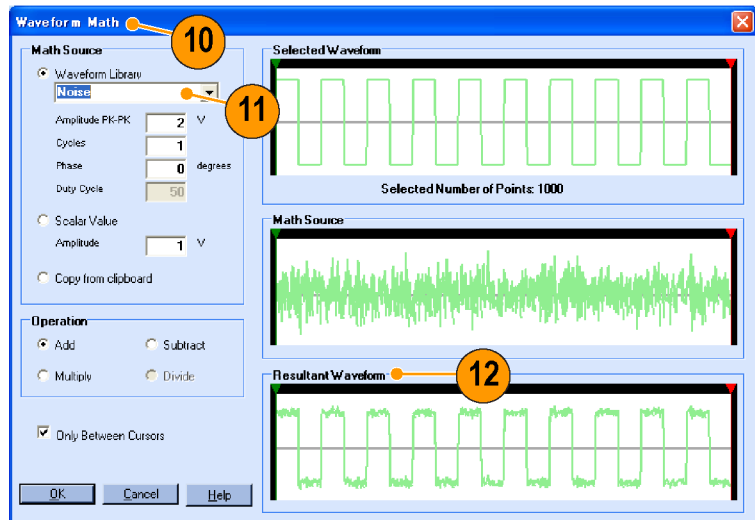 Waveform Math
10
Math Source
Waveform Library
Noise
11
Amplitude PK-PK 2 V
Cycles 1
Phase 0 degrees
Duty Cycle 50
Scalar Value
Amplitude 1 V
Copy from clipboard
Operation
Add Subtract
Multiply Divide
Only Between Cursors
OK Cancel Help
Selected Waveform
Selected Number of Points: 1000
Math Source
Resultant Waveform
12